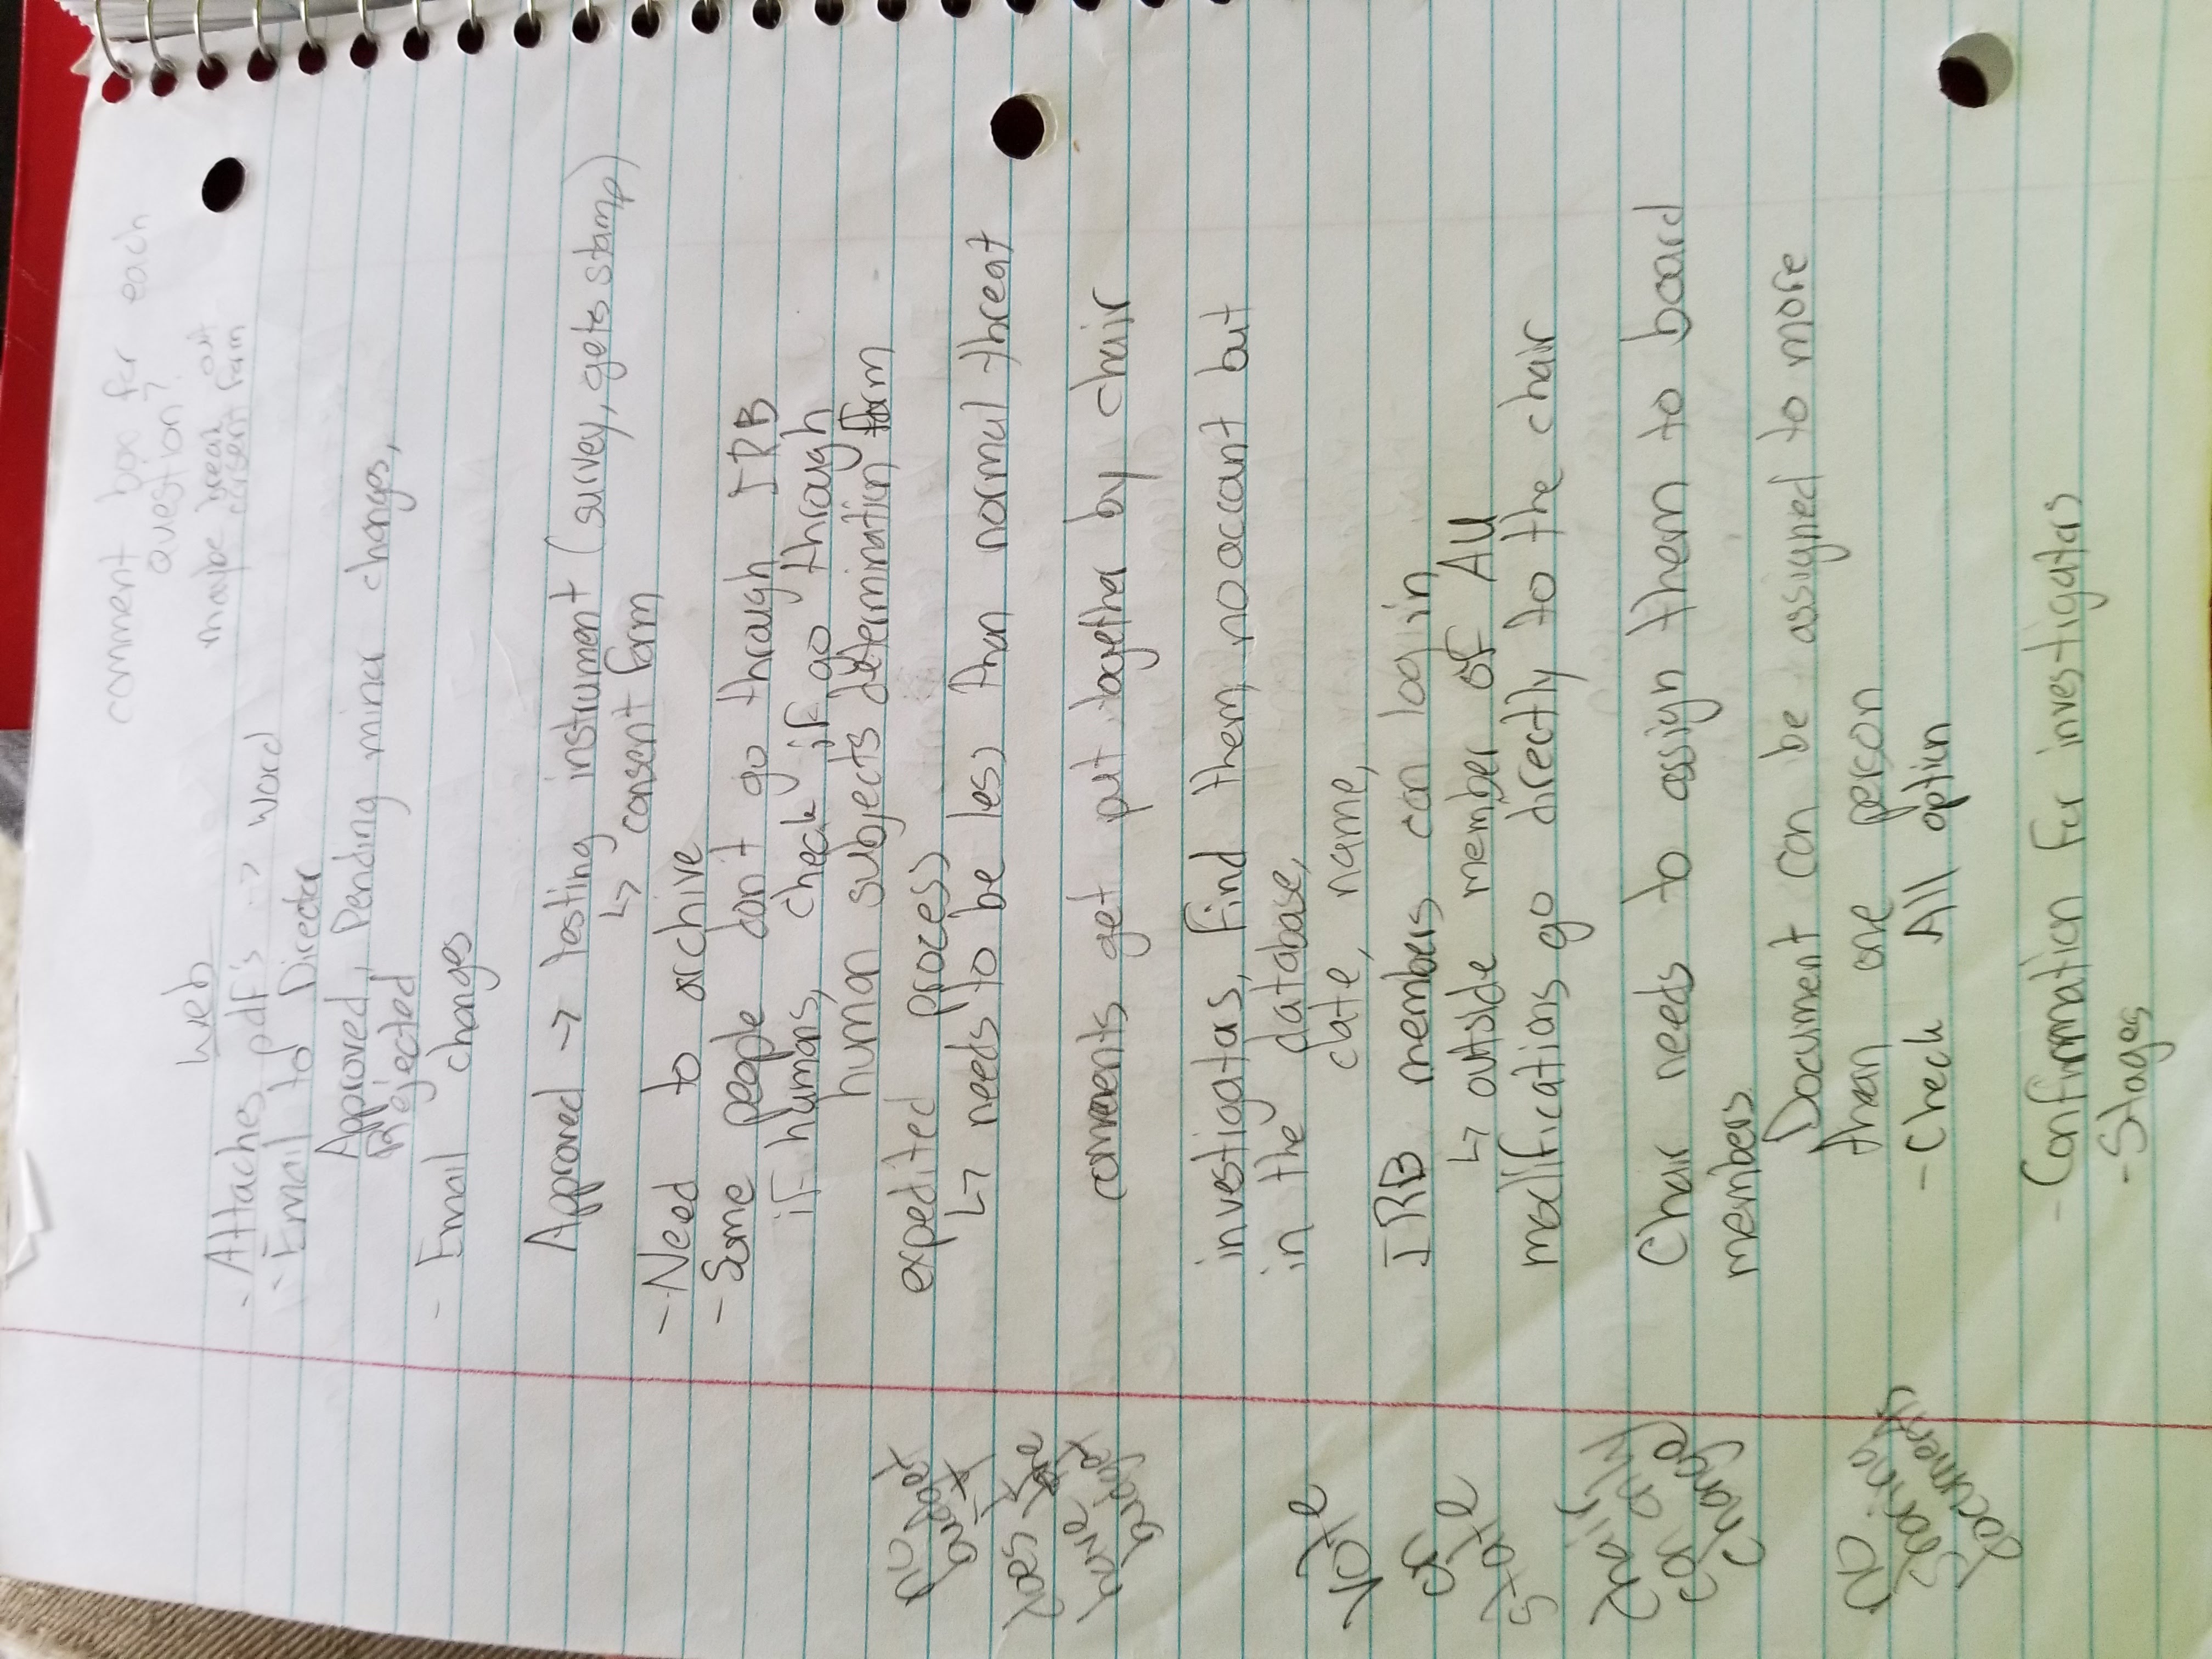 comment box for each
question?
maybe break out
consent form
Web
- Attaches pdf's -> Word
- Email to Director
Approved, Pending minor changes,
Rejected
- Email changes
Approved -> testing instrument (survey, gets stamp)
↳ consent form
- Need to archive
- Some people don't go through IRB
if humans, check if go through
human subjects determination form
expedited process
↳ needs to be less than normal threat
no
budget
does IT
have the
budget
comments get put together by chair
investigators, find them, no account but
in the database,
date, name,
IRB members can log in
↳ outside member of AU
modifications go directly to the chair
vote
on
state
chair
can only
change
Chair needs to assign them to board
members
Document can be assigned to more
than one person
- Check All option
no
sharing
documents
- Confirmation for investigators
- Stages